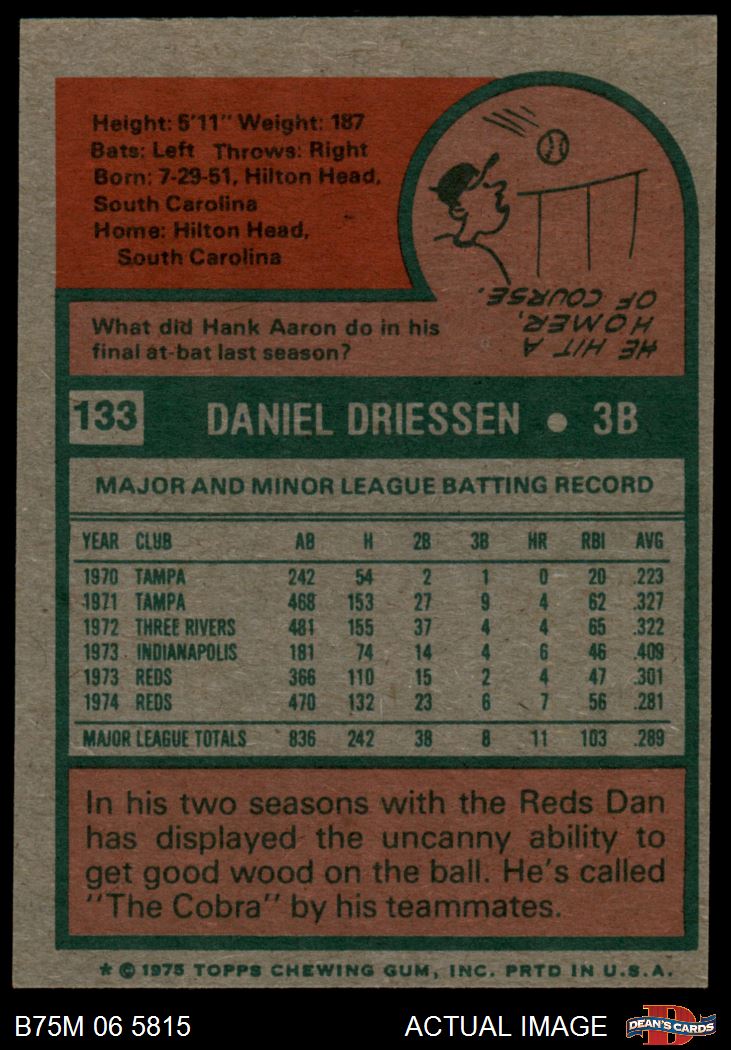 Height: 5'11" Weight: 187
Bats: Left Throws: Right
Born: 7-29-51, Hilton Head,
South Carolina
Home: Hilton Head,
South Carolina
What did Hank Aaron do in his
final at-bat last season?
HE HIT A
HOMER,
OF COURSE.
133 DANIEL DRIESSEN • 3B
MAJOR AND MINOR LEAGUE BATTING RECORD
YEAR CLUB AB H 2B 3B HR RBI AVG
1970 TAMPA 242 54 2 1 0 20 .223
1971 TAMPA 468 153 27 9 4 62 .327
1972 THREE RIVERS 481 155 37 4 4 65 .322
1973 INDIANAPOLIS 181 74 14 4 6 46 .409
1973 REDS 366 110 15 2 4 47 .301
1974 REDS 470 132 23 6 7 56 .281
MAJOR LEAGUE TOTALS 836 242 38 8 11 103 .289
In his two seasons with the Reds Dan
has displayed the uncanny ability to
get good wood on the ball. He's called
"The Cobra" by his teammates.
* © 1975 TOPPS CHEWING GUM, INC. PRTD IN U.S.A.
B75M 06 5815 ACTUAL IMAGE D DEAN'S CARDS